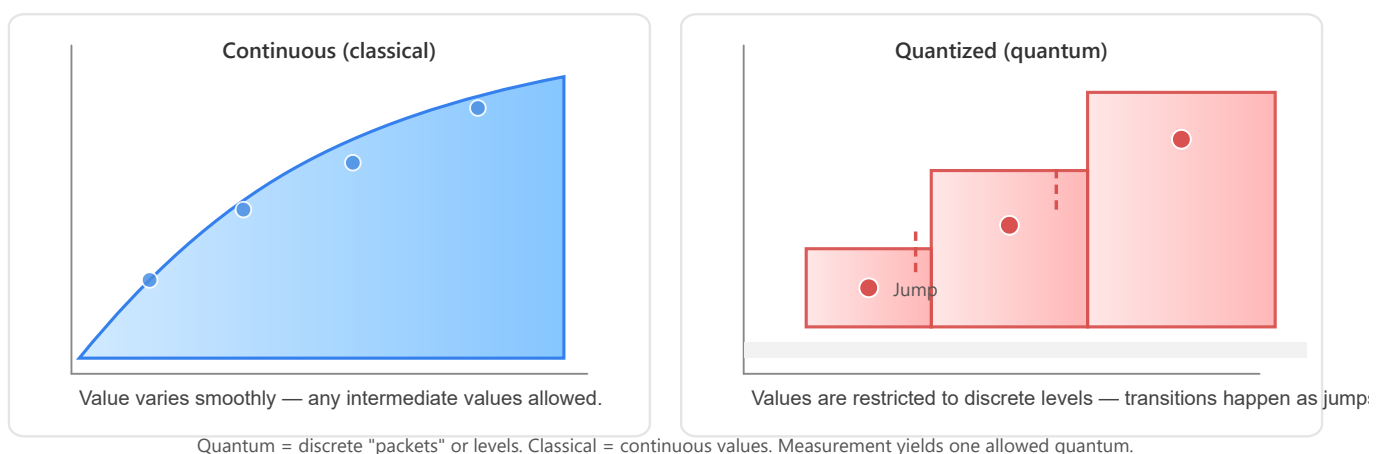 Continuous (classical)
Value varies smoothly — any intermediate values allowed.
Quantized (quantum)
Jump
Values are restricted to discrete levels — transitions happen as jumps
Quantum = discrete "packets" or levels. Classical = continuous values. Measurement yields one allowed quantum.